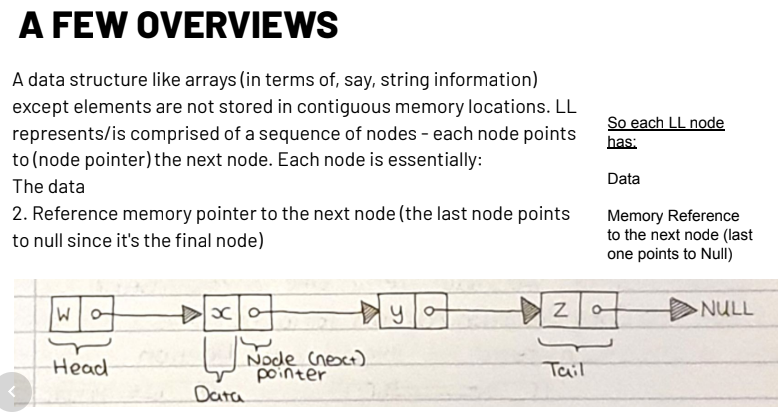 A FEW OVERVIEWS
A data structure like arrays (in terms of, say, string information)
except elements are not stored in contiguous memory locations. LL
represents/is comprised of a sequence of nodes - each node points
to (node pointer) the next node. Each node is essentially:
The data
2. Reference memory pointer to the next node (the last node points
to null since it's the final node)
So each LL node
has:
Data
Memory Reference
to the next node (last
one points to Null)
W x y z NULL
Head
Node (next)
pointer
Data
Tail